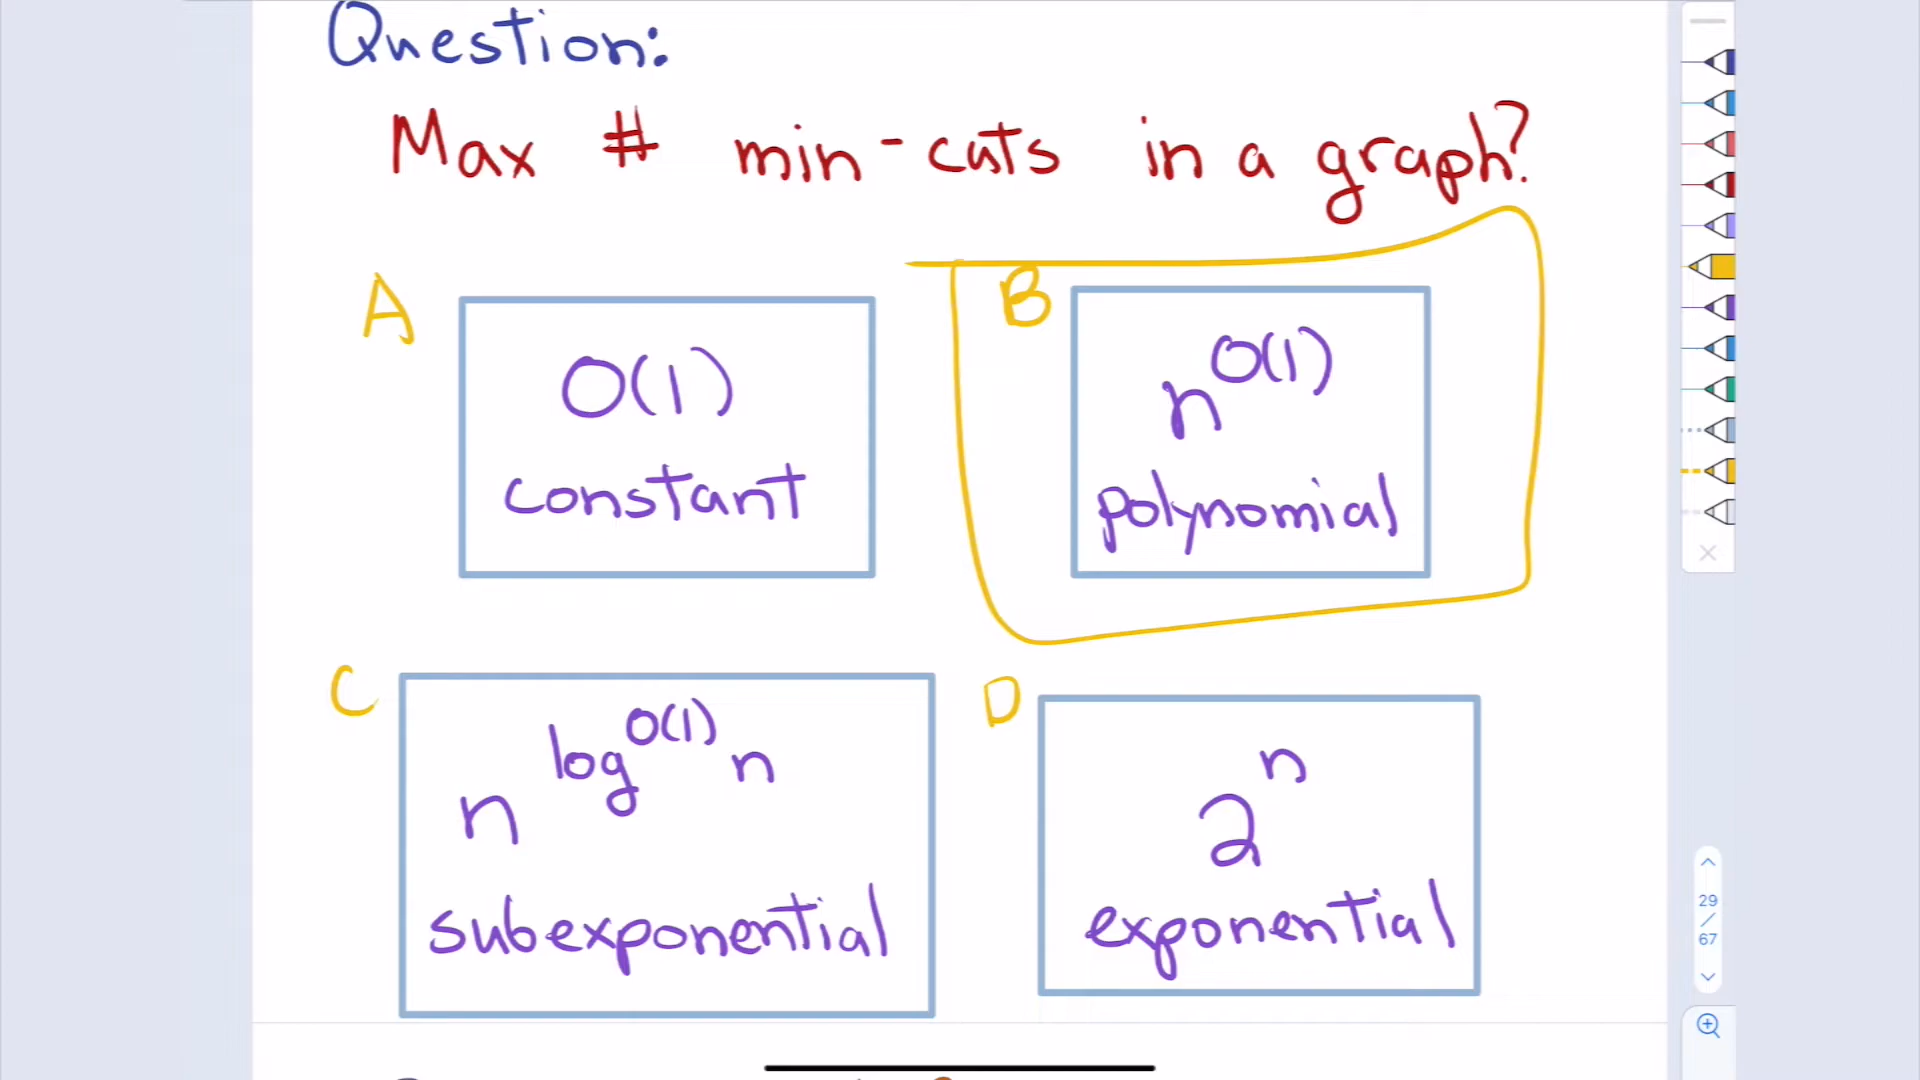 Question:
Max # min-cuts in a graph?
A
O(1)
constant
B
n^O(1)
polynomial
C
n^log^O(1) n
subexponential
D
2^n
exponential
29
/
67